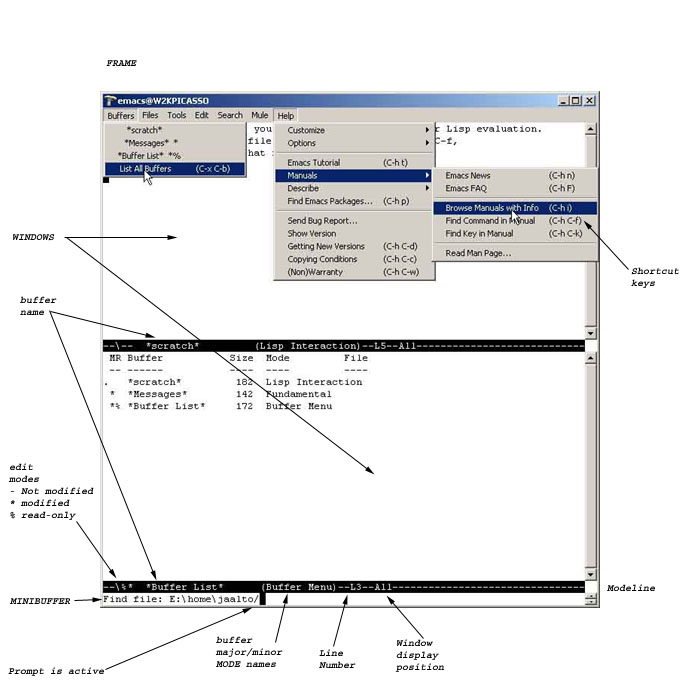 FRAME
emacs@W2KPICASSO
Buffers Files Tools Edit Search Mule Help
*scratch*
*Messages* *
*Buffer List* *%
List All Buffers (C-x C-b)
you
file
hat
Customize
Options
Emacs Tutorial (C-h t)
Manuals
Describe
Find Emacs Packages... (C-h p)
Send Bug Report...
Show Version
Getting New Versions (C-h C-d)
Copying Conditions (C-h C-c)
(Non)Warranty (C-h C-w)
r Lisp evaluation.
C-f,
Emacs News (C-h n)
Emacs FAQ (C-h F)
Browse Manuals with Info (C-h i)
Find Command in Manual (C-h C-f)
Find Key in Manual (C-h C-k)
Read Man Page...
WINDOWS
Shortcut
keys
buffer
name
--\-- *scratch* (Lisp Interaction)--L5--All----------------------------
MR Buffer Size Mode File
-- ------ ---- ---- ----
. *scratch* 182 Lisp Interaction
* *Messages* 142 Fundamental
*% *Buffer List* 172 Buffer Menu
edit
modes
- Not modified
* modified
% read-only
--\%* *Buffer List* (Buffer Menu)--L3--All--------------------------------
Modeline
MINIBUFFER
Find file: E:\home\jaalto/
buffer
major/minor
MODE names
Line
Number
Window
display
position
Prompt is active